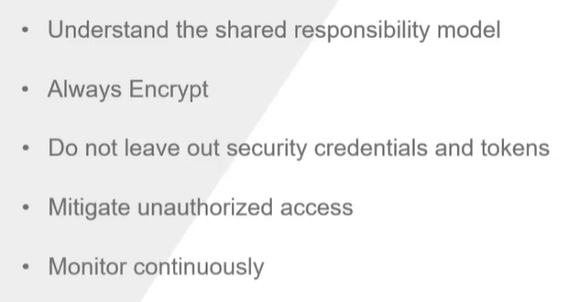 • Understand the shared responsibility model
• Always Encrypt
• Do not leave out security credentials and tokens
• Mitigate unauthorized access
• Monitor continuously